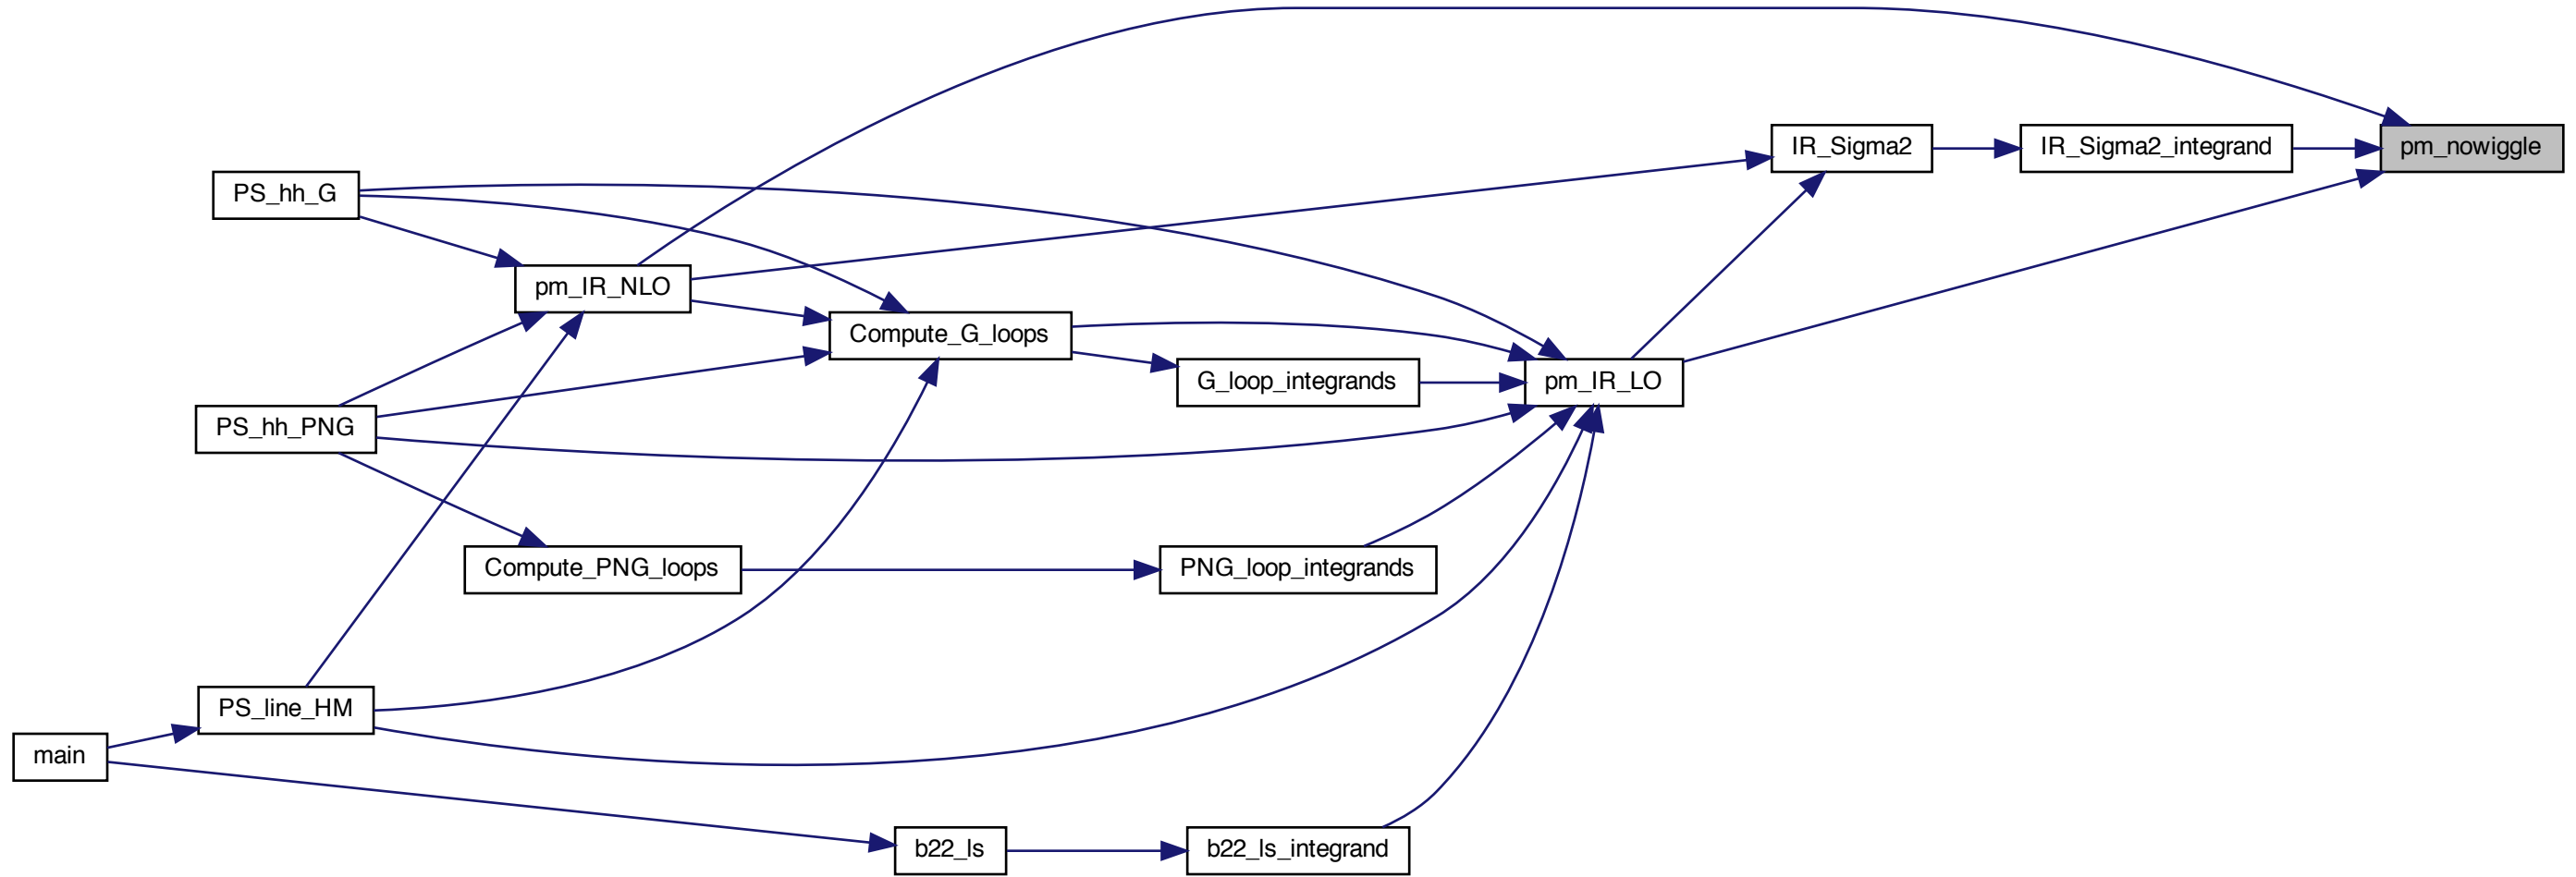 IR_Sigma2
IR_Sigma2_integrand
pm_nowiggle
PS_hh_G
pm_IR_NLO
Compute_G_loops
G_loop_integrands
pm_IR_LO
PS_hh_PNG
Compute_PNG_loops
PNG_loop_integrands
PS_line_HM
main
b22_ls
b22_ls_integrand